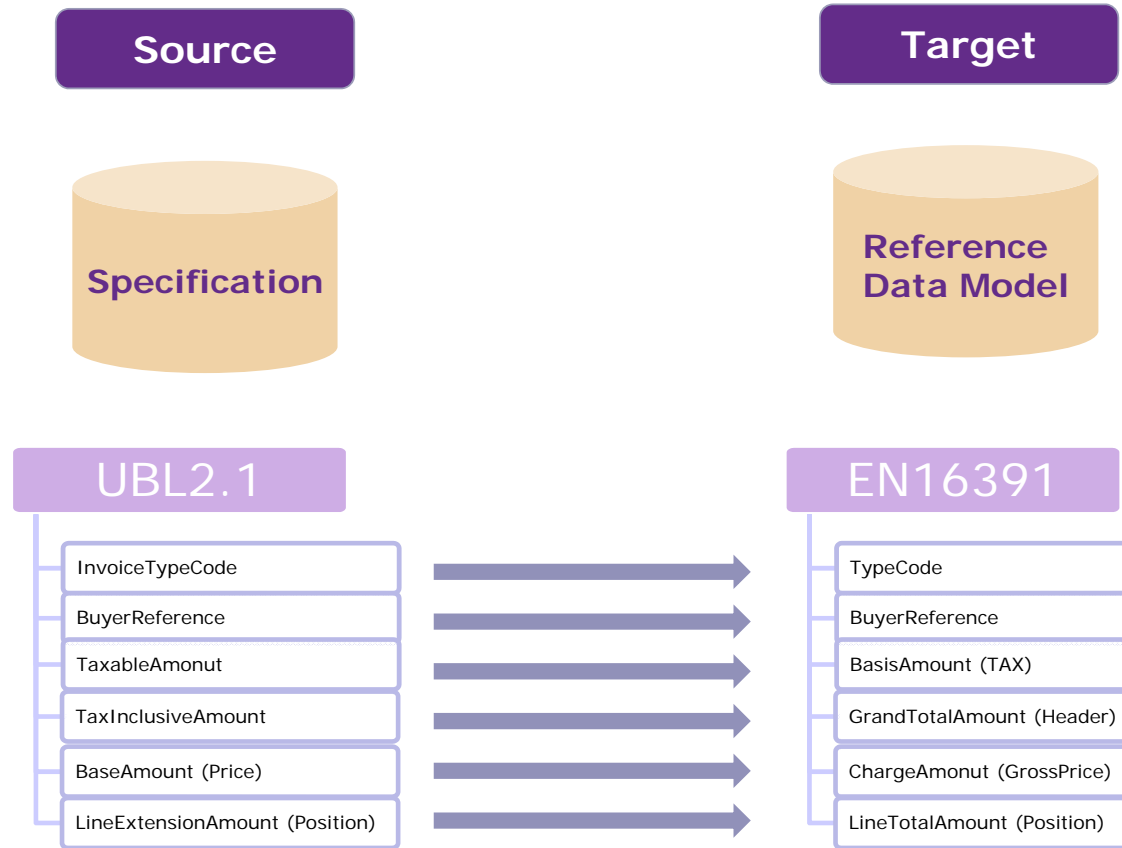 Source
Target
Specification
Reference
Data Model
UBL2.1
EN16391
InvoiceTypeCode
TypeCode
BuyerReference
BuyerReference
TaxableAmonut
BasisAmount (TAX)
TaxInclusiveAmount
GrandTotalAmount (Header)
BaseAmount (Price)
ChargeAmonut (GrossPrice)
LineExtensionAmount (Position)
LineTotalAmount (Position)